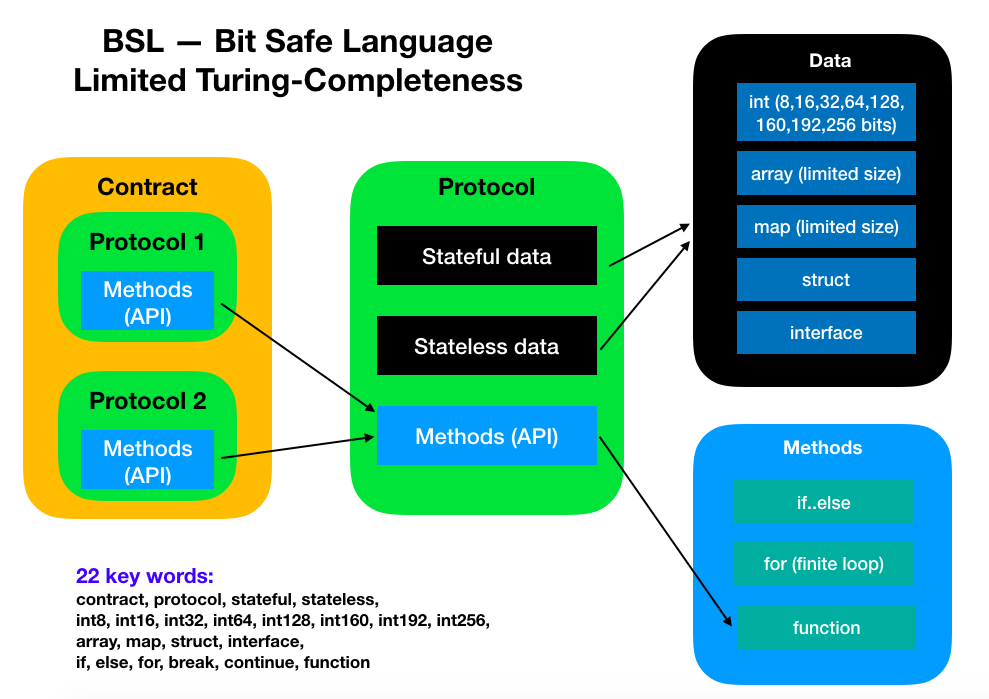 BSL — Bit Safe Language
Limited Turing-Completeness
Contract
Protocol 1
Methods
(API)
Protocol 2
Methods
(API)
Protocol
Stateful data
Stateless data
Methods (API)
Data
int (8,16,32,64,128,
160,192,256 bits)
array (limited size)
map (limited size)
struct
interface
Methods
if..else
for (finite loop)
function
22 key words:
contract, protocol, stateful, stateless,
int8, int16, int32, int64, int128, int160, int192, int256,
array, map, struct, interface,
if, else, for, break, continue, function